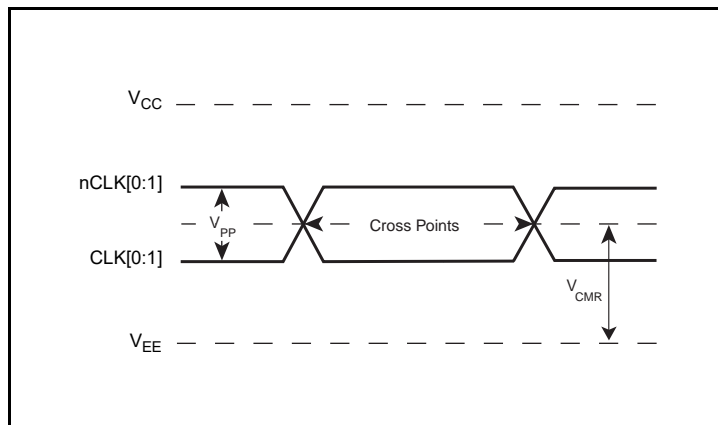 VCC
nCLK[0:1]
VPP
Cross Points
CLK[0:1]
VCMR
VEE